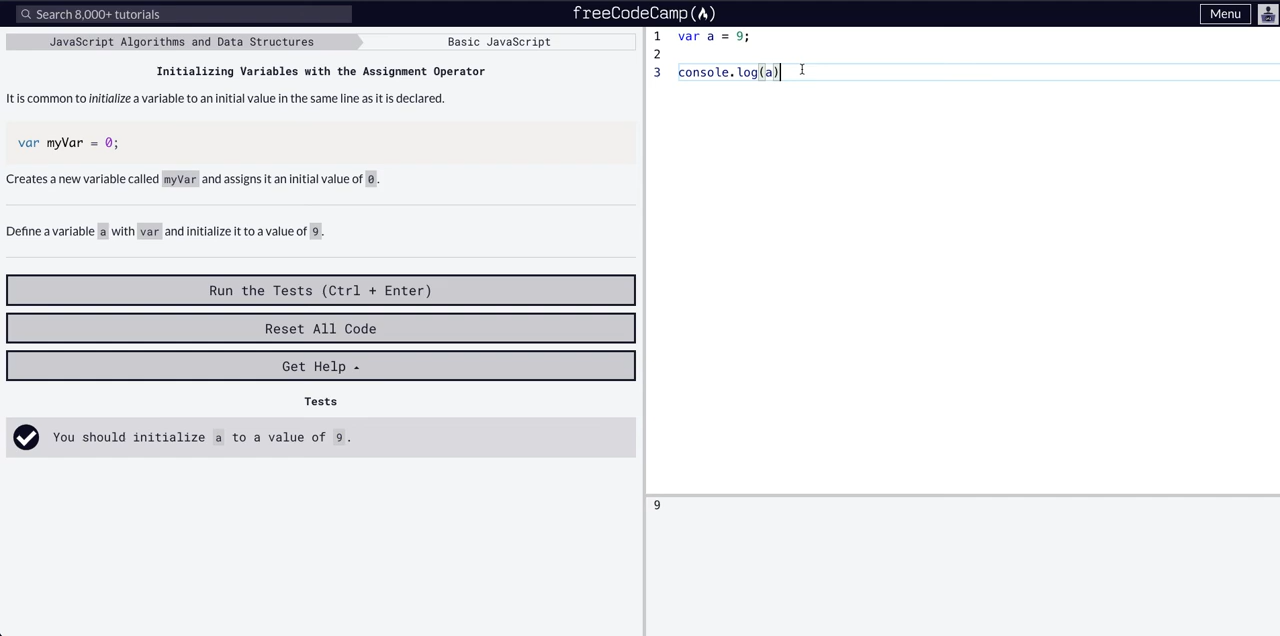 Search 8,000+ tutorials
freeCodeCamp
Menu
JavaScript Algorithms and Data Structures
Basic JavaScript
Initializing Variables with the Assignment Operator
It is common to initialize a variable to an initial value in the same line as it is declared.
var myVar = 0;
Creates a new variable called myVar and assigns it an initial value of 0.
Define a variable a with var and initialize it to a value of 9.
Run the Tests (Ctrl + Enter)
Reset All Code
Get Help
Tests
You should initialize a to a value of 9.
1 var a = 9;
2
3 console.log(a)
9